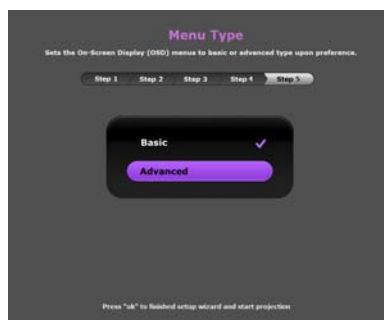 Menu Type
Sets the On-Screen Display (OSD) menus to basic or advanced type upon preference.
Step 1 Step 2 Step 3 Step 4 Step 5
Basic
Advanced
Press "ok" to finished setup wizard and start projection